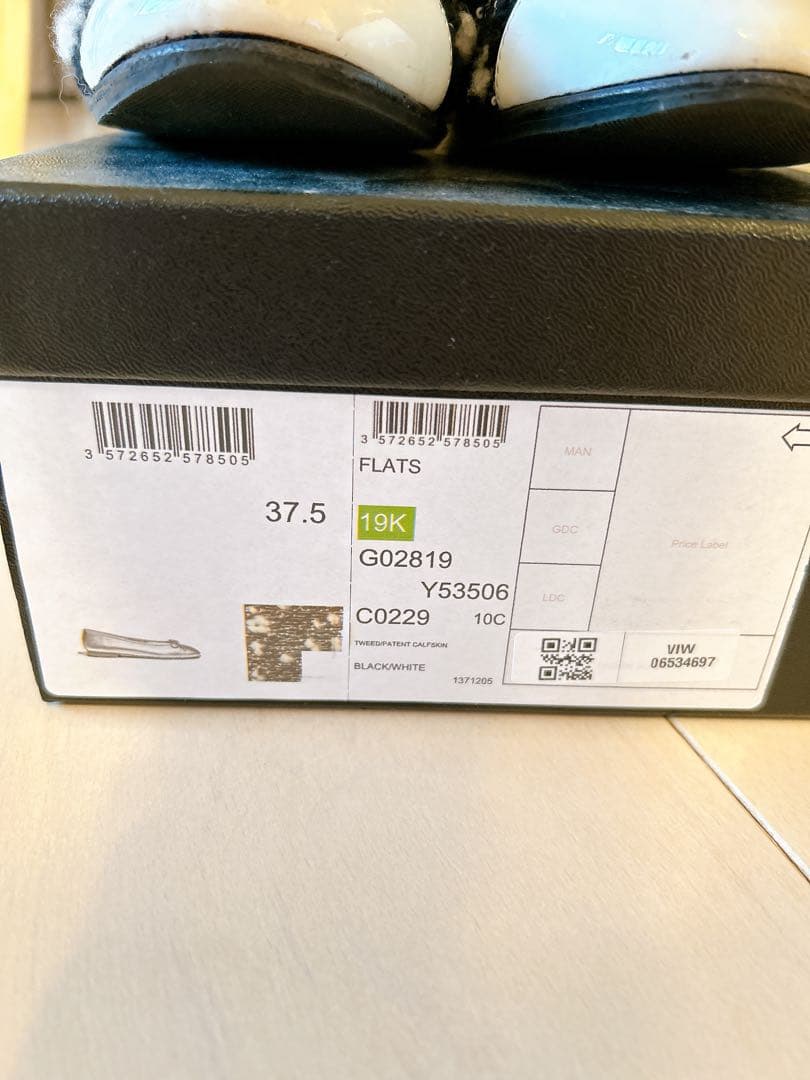 3 572652 578505
37.5
3 572652 578505
FLATS
19K
G02819
Y53506
C0229 10C
TWEED/PATENT CALFSKIN
BLACK/WHITE
1371205
MAN
GDC
LDC
Price Label
VIW
06534697